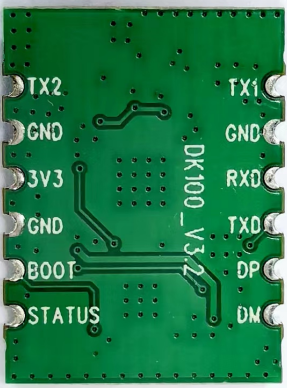 TX2 TX1
GND GND
3V3 RXD
GND TXD
BOOT DP
STATUS DM
DK100_V3.2